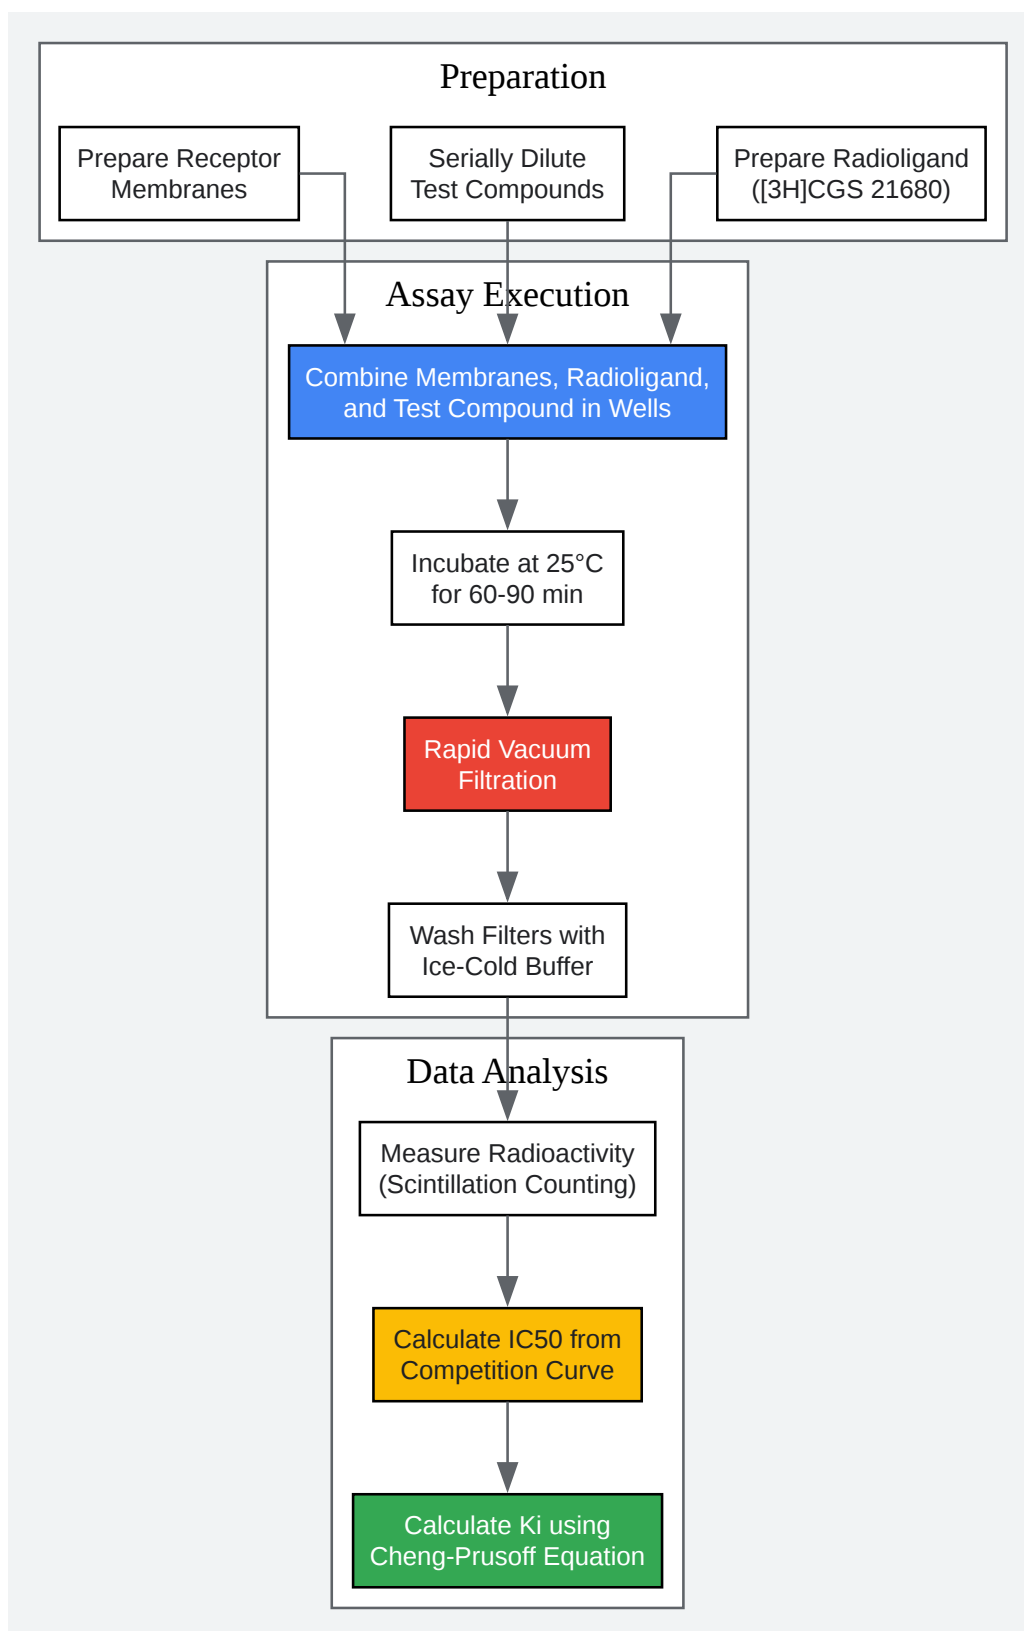 Preparation
Prepare Receptor
Membranes
Serially Dilute
Test Compounds
Prepare Radioligand
([3H]CGS 21680)
Assay Execution
Combine Membranes, Radioligand,
and Test Compound in Wells
Incubate at 25°C
for 60-90 min
Rapid Vacuum
Filtration
Wash Filters with
Ice-Cold Buffer
Data Analysis
Measure Radioactivity
(Scintillation Counting)
Calculate IC50 from
Competition Curve
Calculate Ki using
Cheng-Prusoff Equation